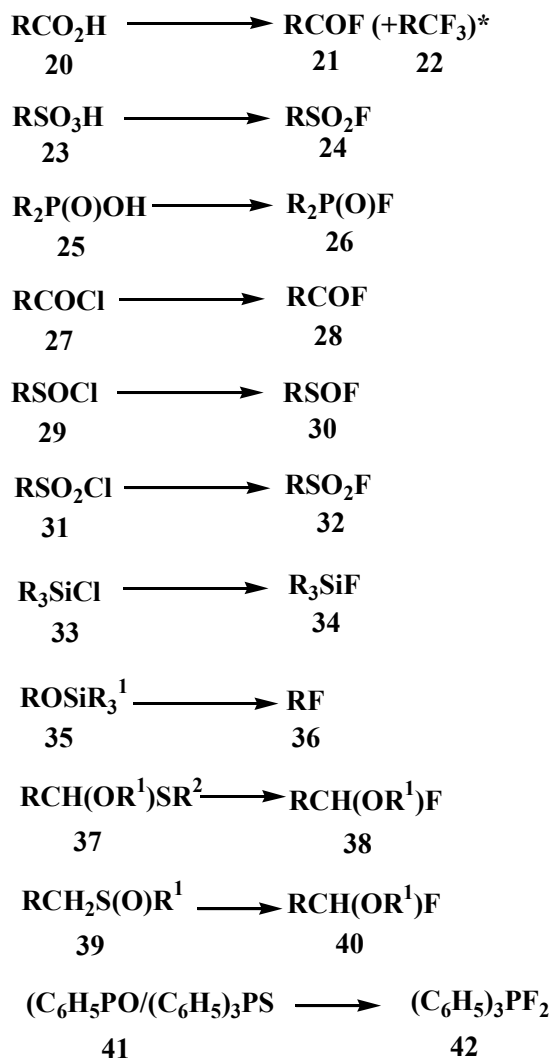 RCO₂H → RCOF (+RCF₃)*
20 21 22
RSO₃H → RSO₂F
23 24
R₂P(O)OH → R₂P(O)F
25 26
RCOCl → RCOF
27 28
RSOCl → RSOF
29 30
RSO₂Cl → RSO₂F
31 32
R₃SiCl → R₃SiF
33 34
ROSiR₃¹ → RF
35 36
RCH(OR¹)SR² → RCH(OR¹)F
37 38
RCH₂S(O)R¹ → RCH(OR¹)F
39 40
(C₆H₅PO/(C₆H₅)₃PS → (C₆H₅)₃PF₂
41 42